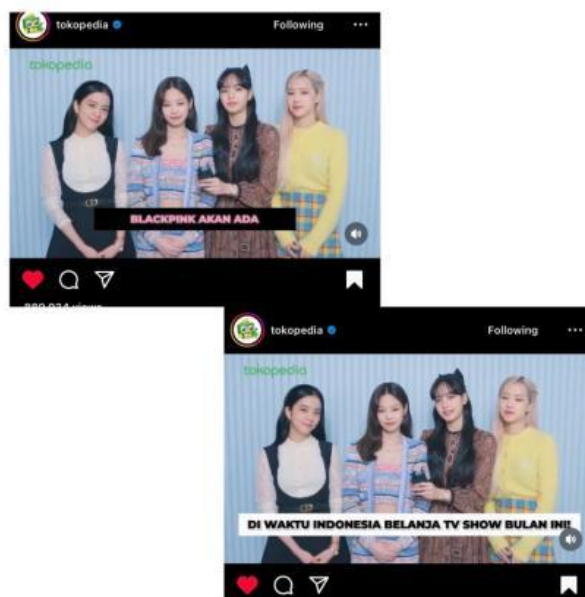 tokopedia
Following
tokopedia
BLACKPINK AKAN ADA
tokopedia
Following
tokopedia
DI WAKTU INDONESIA BELANJA TV SHOW BULAN INI!